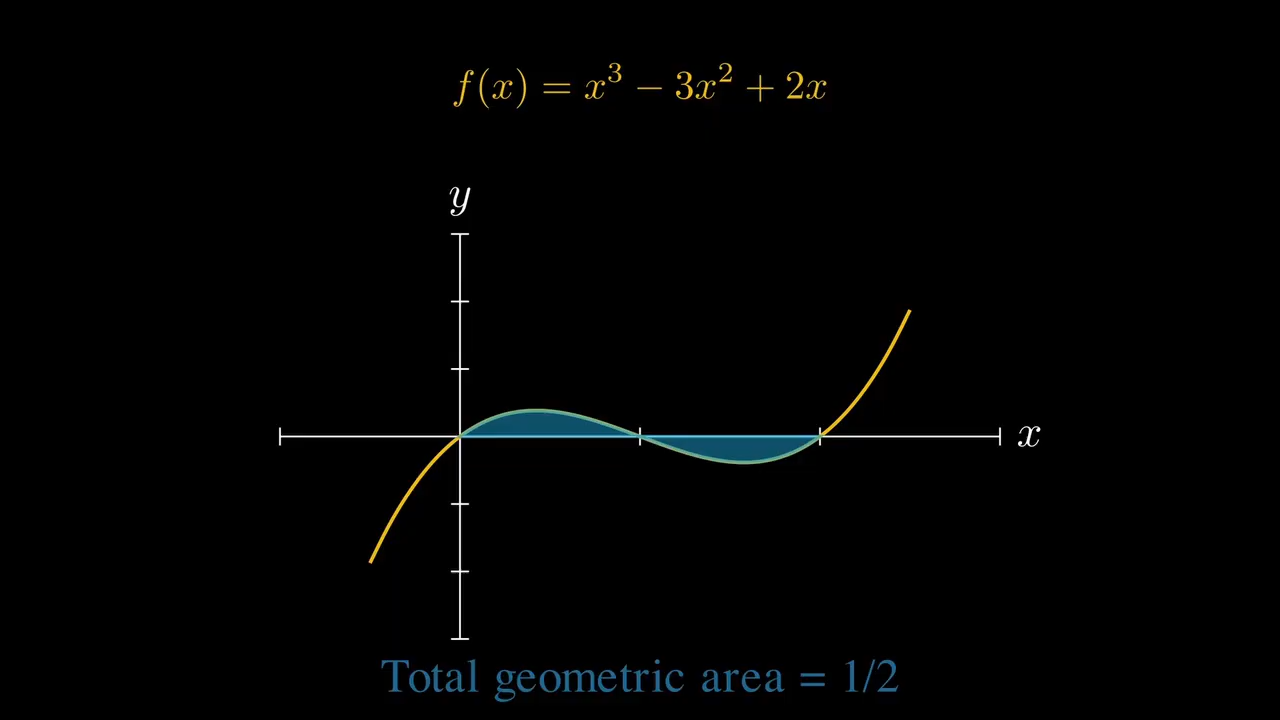 f(x) = x³ − 3x² + 2x
y
x
Total geometric area = 1/2